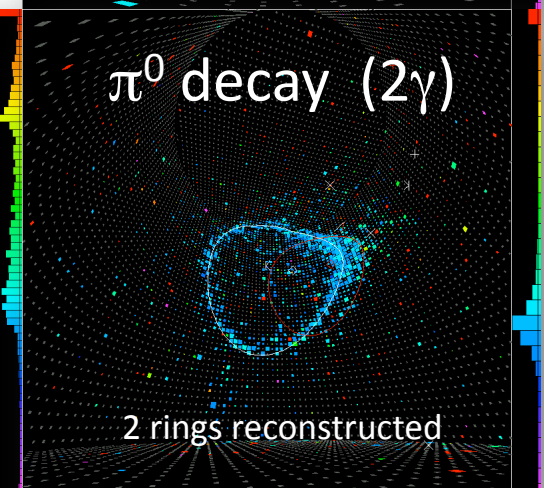 π⁰ decay (2γ)
2 rings reconstructed